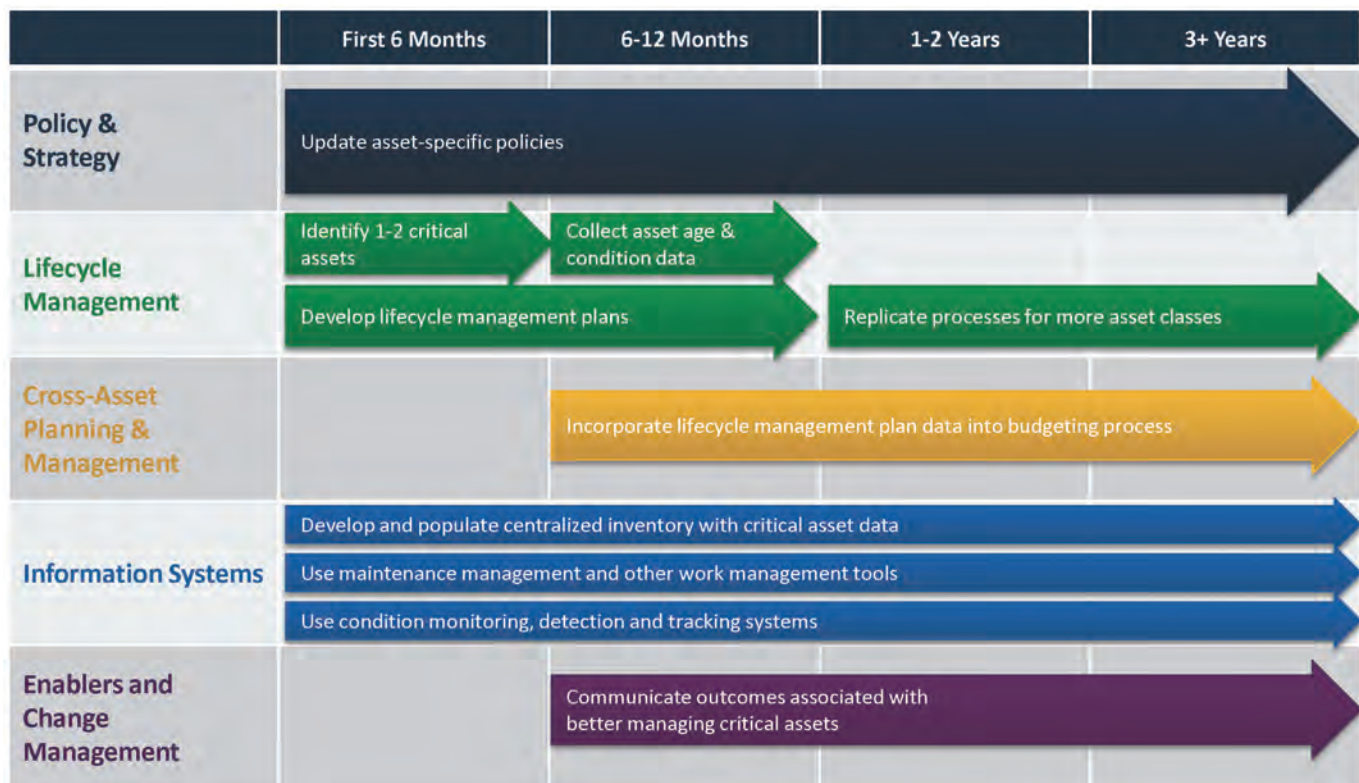 First 6 Months
6-12 Months
1-2 Years
3+ Years
Policy &
Strategy
Update asset-specific policies
Lifecycle
Management
Identify 1-2 critical
assets
Collect asset age &
condition data
Develop lifecycle management plans
Replicate processes for more asset classes
Cross-Asset
Planning &
Management
Incorporate lifecycle management plan data into budgeting process
Information Systems
Develop and populate centralized inventory with critical asset data
Use maintenance management and other work management tools
Use condition monitoring, detection and tracking systems
Enablers and
Change
Management
Communicate outcomes associated with
better managing critical assets